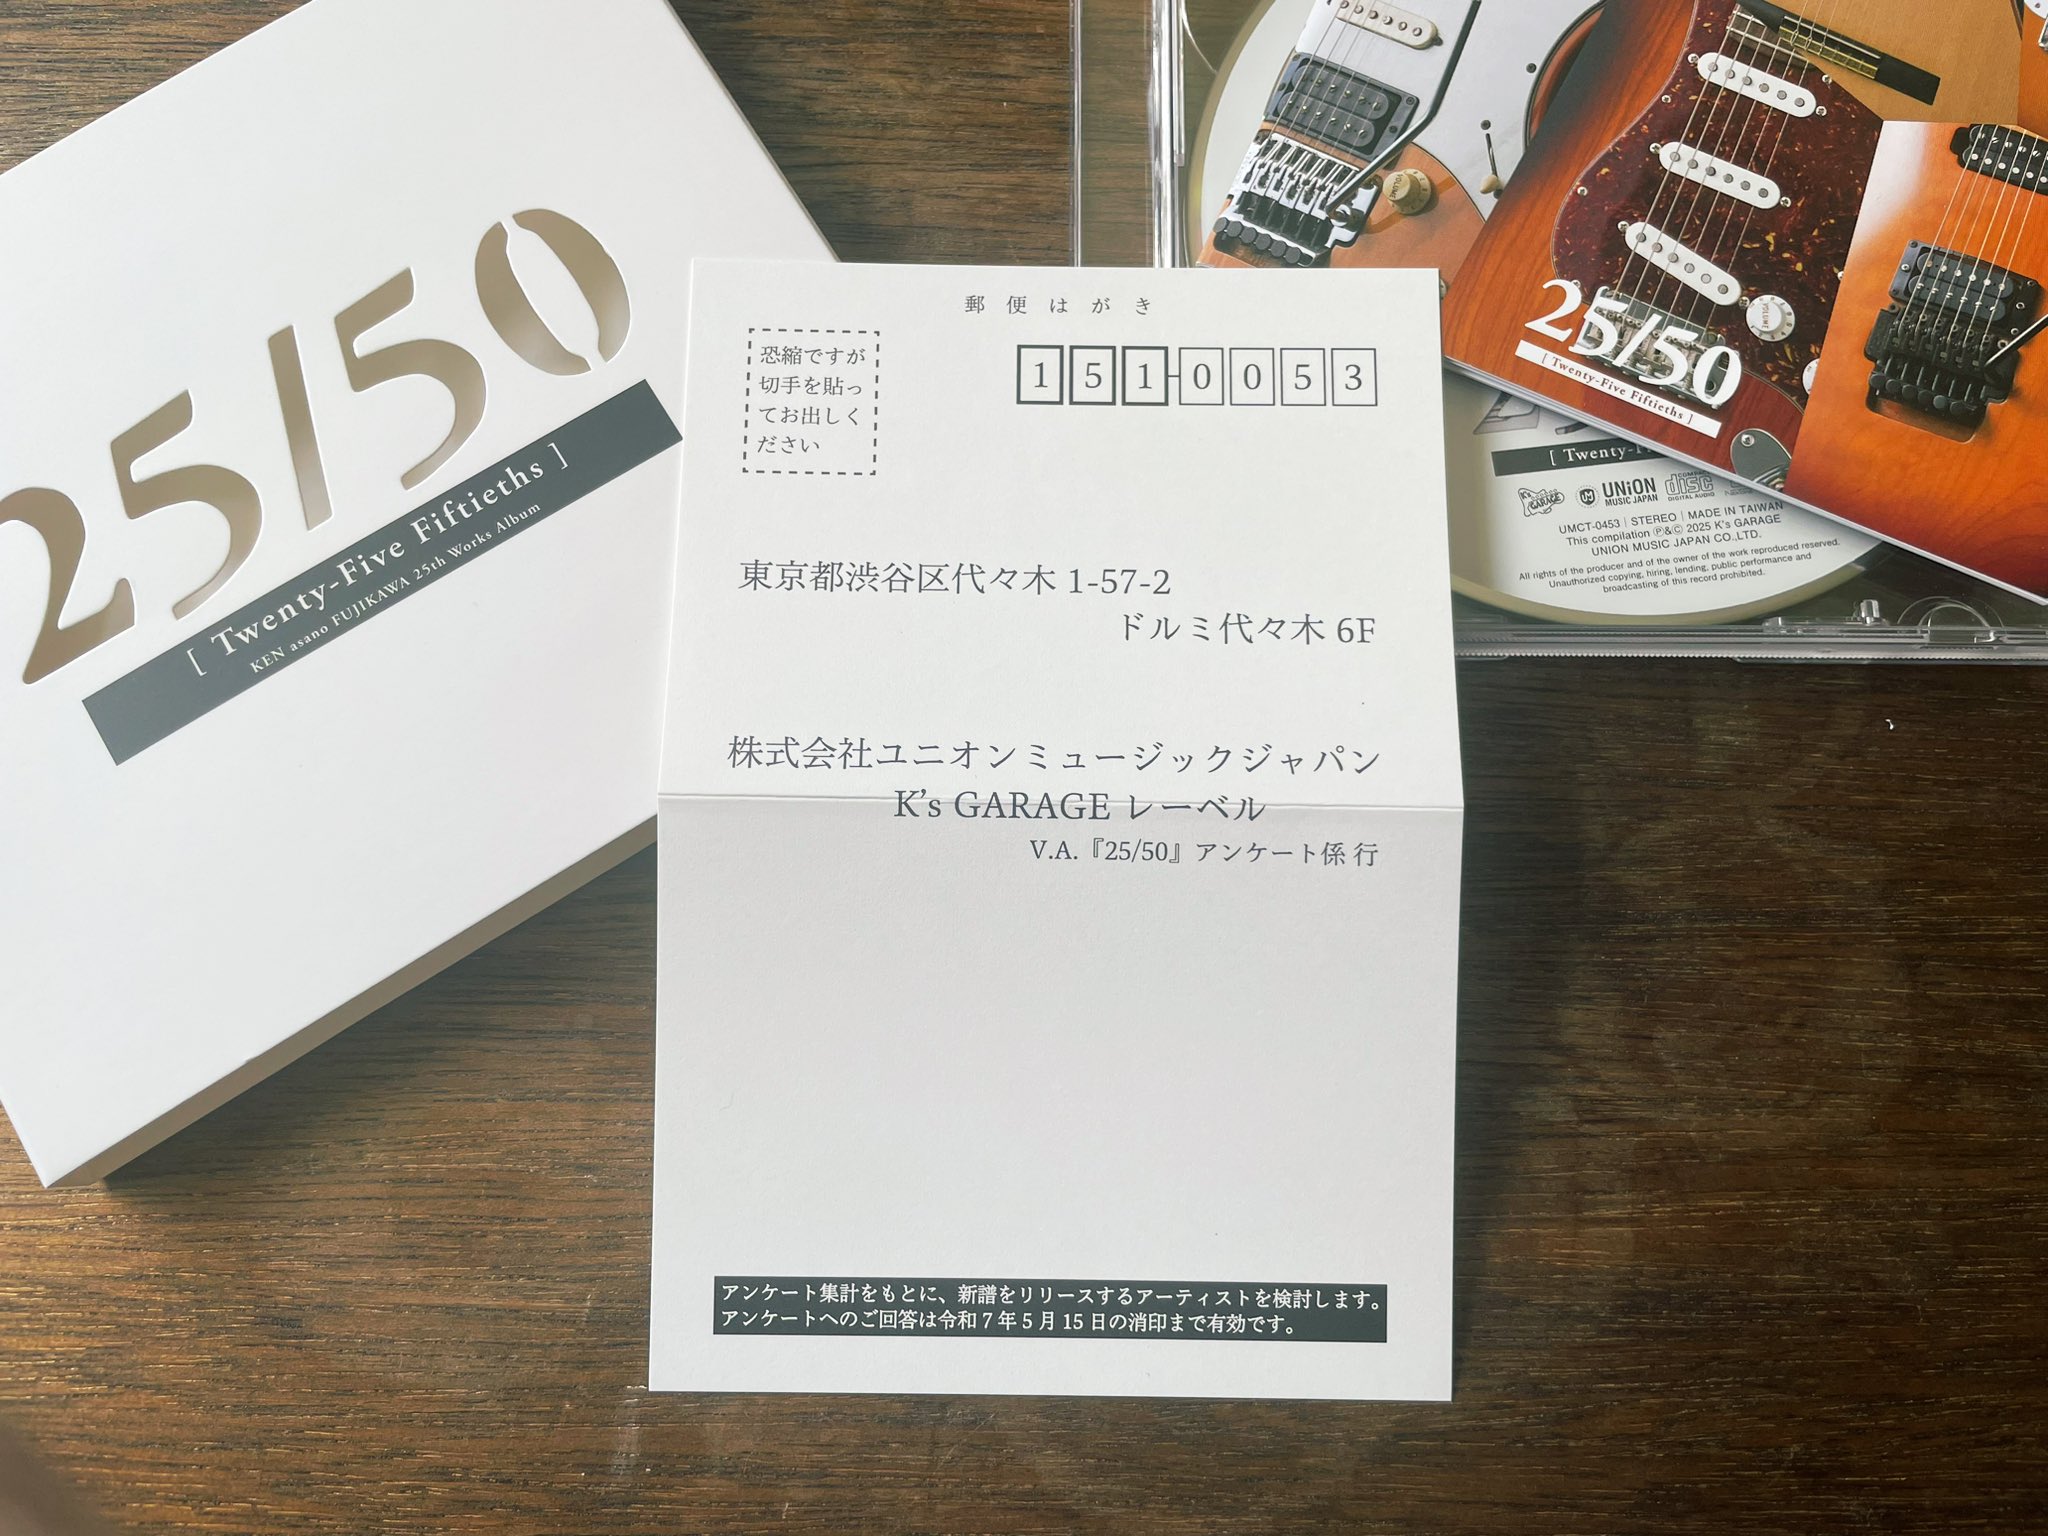 25/50
[ Twenty-Five Fiftieths ]
KEN asano FUJIKAWA 25th Works Album
郵便はがき
恐縮ですが
切手を貼っ
てお出しく
ださい
151-0053
東京都渋谷区代々木 1-57-2
ドルミ代々木 6F
株式会社ユニオンミュージックジャパン
K's GARAGE レーベル
V.A.『25/50』アンケート係 行
アンケート集計をもとに、新譜をリリースするアーティストを検討します。
アンケートへのご回答は令和7年5月15日の消印まで有効です。
VOLUME
VOLUME
25/50
[ Twenty-Five Fiftieths ]
[ Twenty-F
K's GARAGE
UM
UNiON
MUSIC JAPAN
COMPACT
disc
DIGITAL AUDIO
UMCT-0453 | STEREO | MADE IN TAIWAN
This compilation Ⓟ&Ⓒ 2025 K's GARAGE
UNION MUSIC JAPAN CO.,LTD.
All rights of the producer and of the owner of the work reproduced reserved.
Unauthorized copying, hiring, lending, public performance and
broadcasting of this record prohibited.